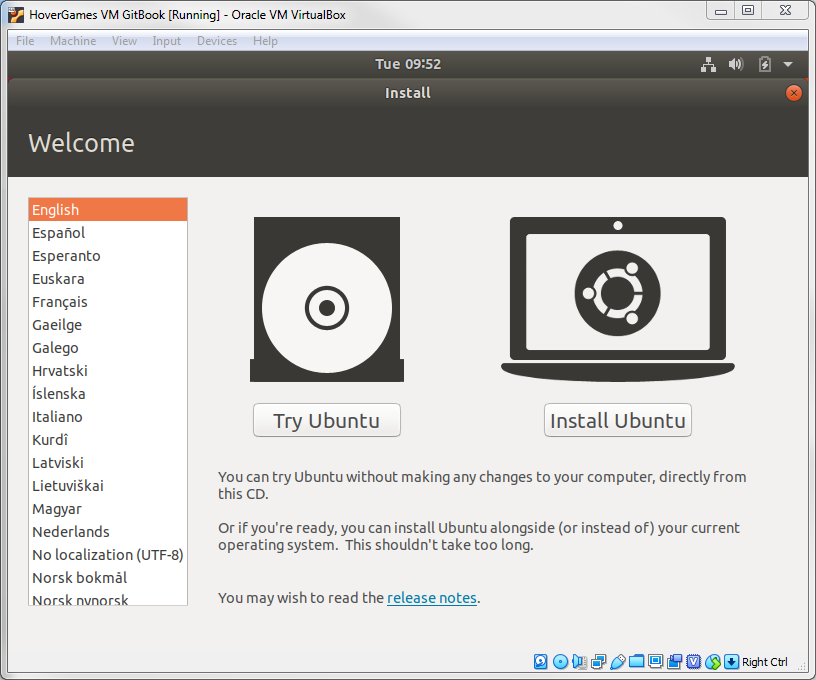 HoverGames VM GitBook [Running] - Oracle VM VirtualBox
File Machine View Input Devices Help
Tue 09:52
Install
Welcome
English
Español
Esperanto
Euskara
Français
Gaeilge
Galego
Hrvatski
Íslenska
Italiano
Kurdî
Latviski
Lietuviškai
Magyar
Nederlands
No localization (UTF-8)
Norsk bokmål
Norsk nynorsk
Try Ubuntu
Install Ubuntu
You can try Ubuntu without making any changes to your computer, directly from
this CD.
Or if you're ready, you can install Ubuntu alongside (or instead of) your current
operating system. This shouldn't take too long.
You may wish to read the release notes.
Right Ctrl